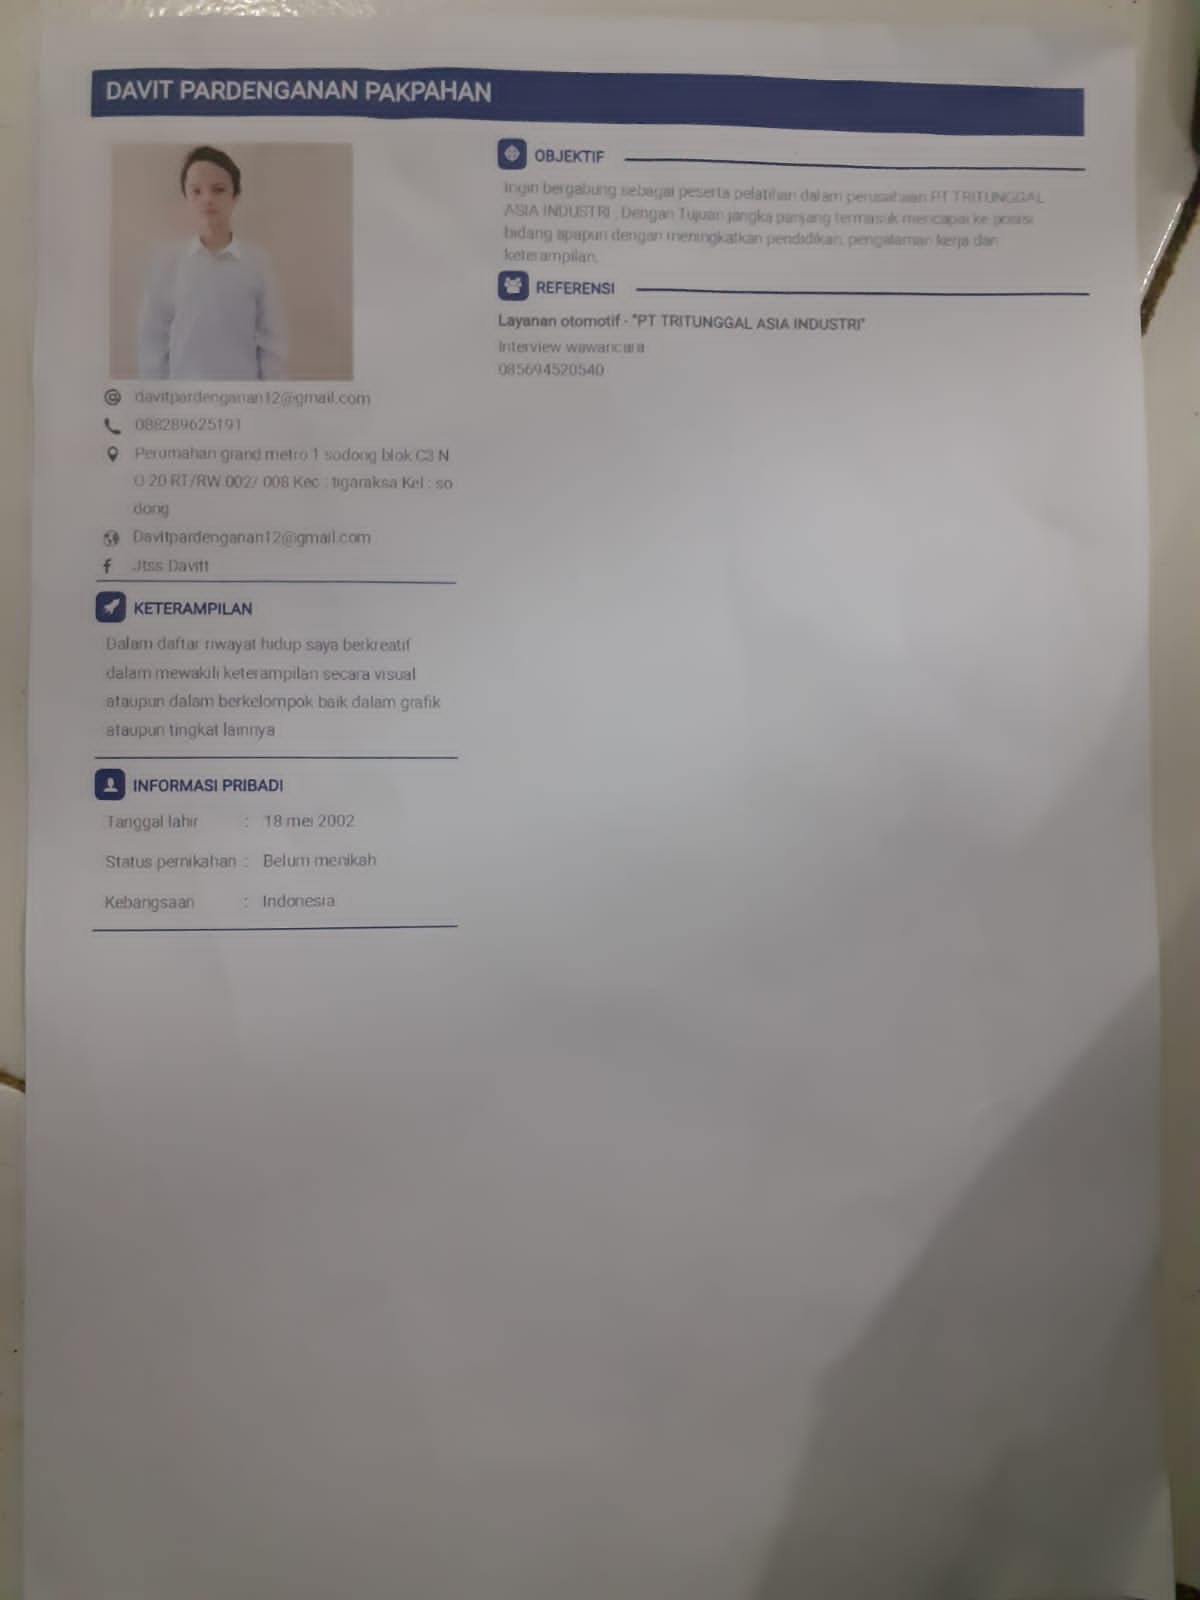 DAVIT PARDENGANAN PAKPAHAN
davitpardenganan12@gmail.com
088289625191
Perumahan grand metro 1 sodong blok C3 N
O 20 RT/RW 002/ 008 Kec : tigaraksa Kel : so
dong
Davitpardenganan12@gmail.com
Jtss Davitt
KETERAMPILAN
Dalam daftar riwayat hidup saya berkreatif
dalam mewakili keterampilan secara visual
ataupun dalam berkelompok baik dalam grafik
ataupun tingkat lainnya
INFORMASI PRIBADI
Tanggal lahir : 18 mei 2002
Status pernikahan : Belum menikah
Kebangsaan : Indonesia
OBJEKTIF
Ingin bergabung sebagai peserta pelatihan dalam perusahaan PT TRITUNGGAL
ASIA INDUSTRI , Dengan Tujuan jangka panjang termasuk mencapai ke posisi
bidang apapun dengan meningkatkan pendidikan, pengalaman kerja dan
keterampilan.
REFERENSI
Layanan otomotif - "PT TRITUNGGAL ASIA INDUSTRI"
Interview wawancara
085694520540